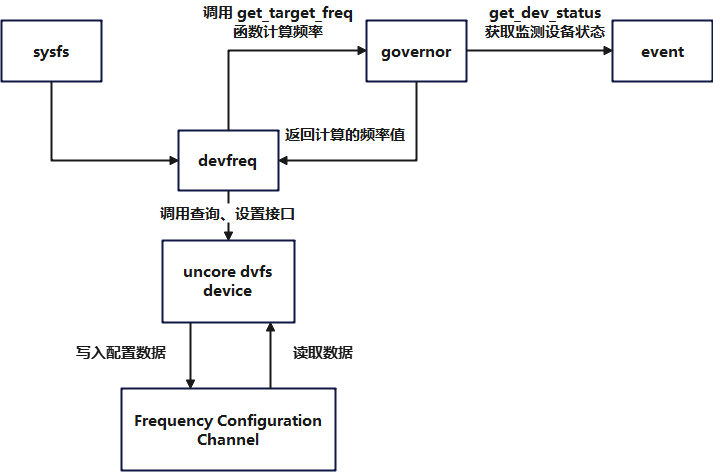 调用 get_target_freq
函数计算频率
get_dev_status
获取监测设备状态
sysfs
governor
event
返回计算的频率值
devfreq
调用查询、设置接口
uncore dvfs
device
写入配置数据
读取数据
Frequency Configuration
Channel